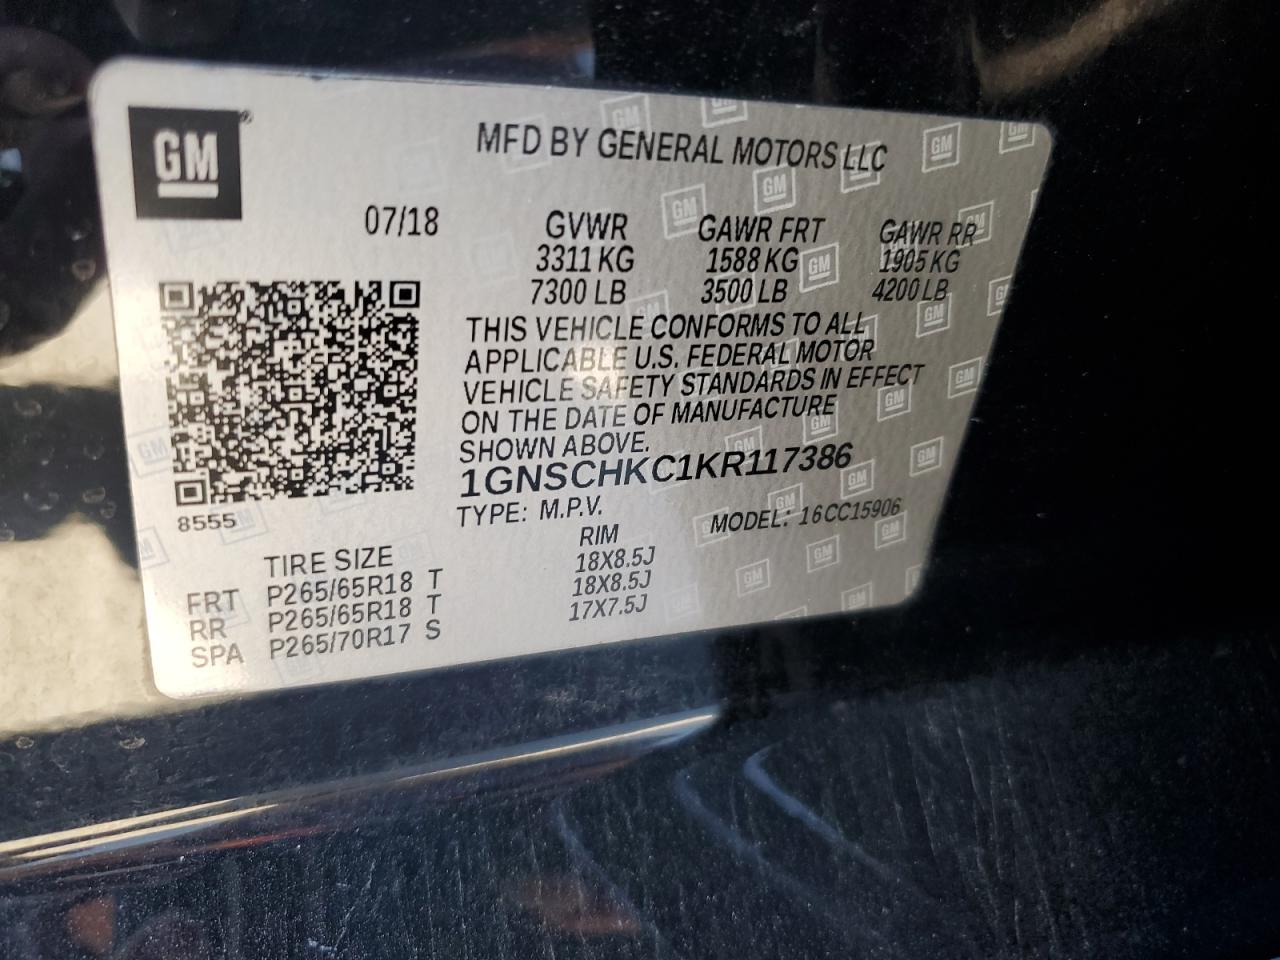 GM
MFD BY GENERAL MOTORS LLC
07/18 GVWR GAWR FRT GAWR RR
3311 KG 1588 KG 1905 KG
7300 LB 3500 LB 4200 LB
THIS VEHICLE CONFORMS TO ALL
APPLICABLE U.S. FEDERAL MOTOR
VEHICLE SAFETY STANDARDS IN EFFECT
ON THE DATE OF MANUFACTURE
SHOWN ABOVE.
1GNSCHKC1KR117386
8555
TYPE: M.P.V. MODEL: 16CC15906
TIRE SIZE RIM
FRT P265/65R18 T 18X8.5J
RR P265/65R18 T 18X8.5J
SPA P265/70R17 S 17X7.5J